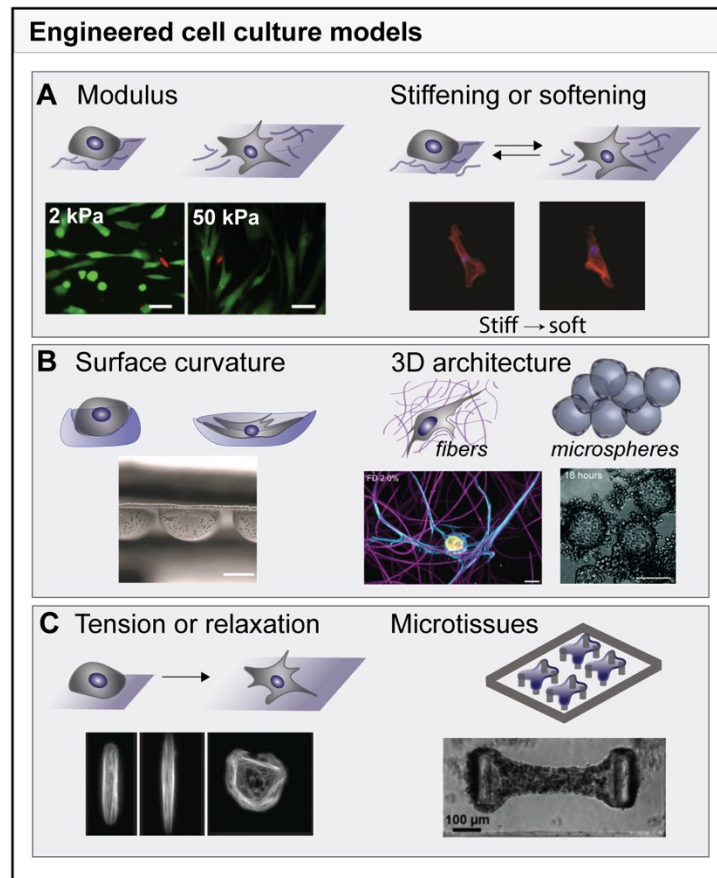 Engineered cell culture models
A Modulus
Stiffening or softening
2 kPa
50 kPa
Stiff → soft
B Surface curvature
3D architecture
fibers
microspheres
FD 2.0%
16 hours
C Tension or relaxation
Microtissues
100 μm